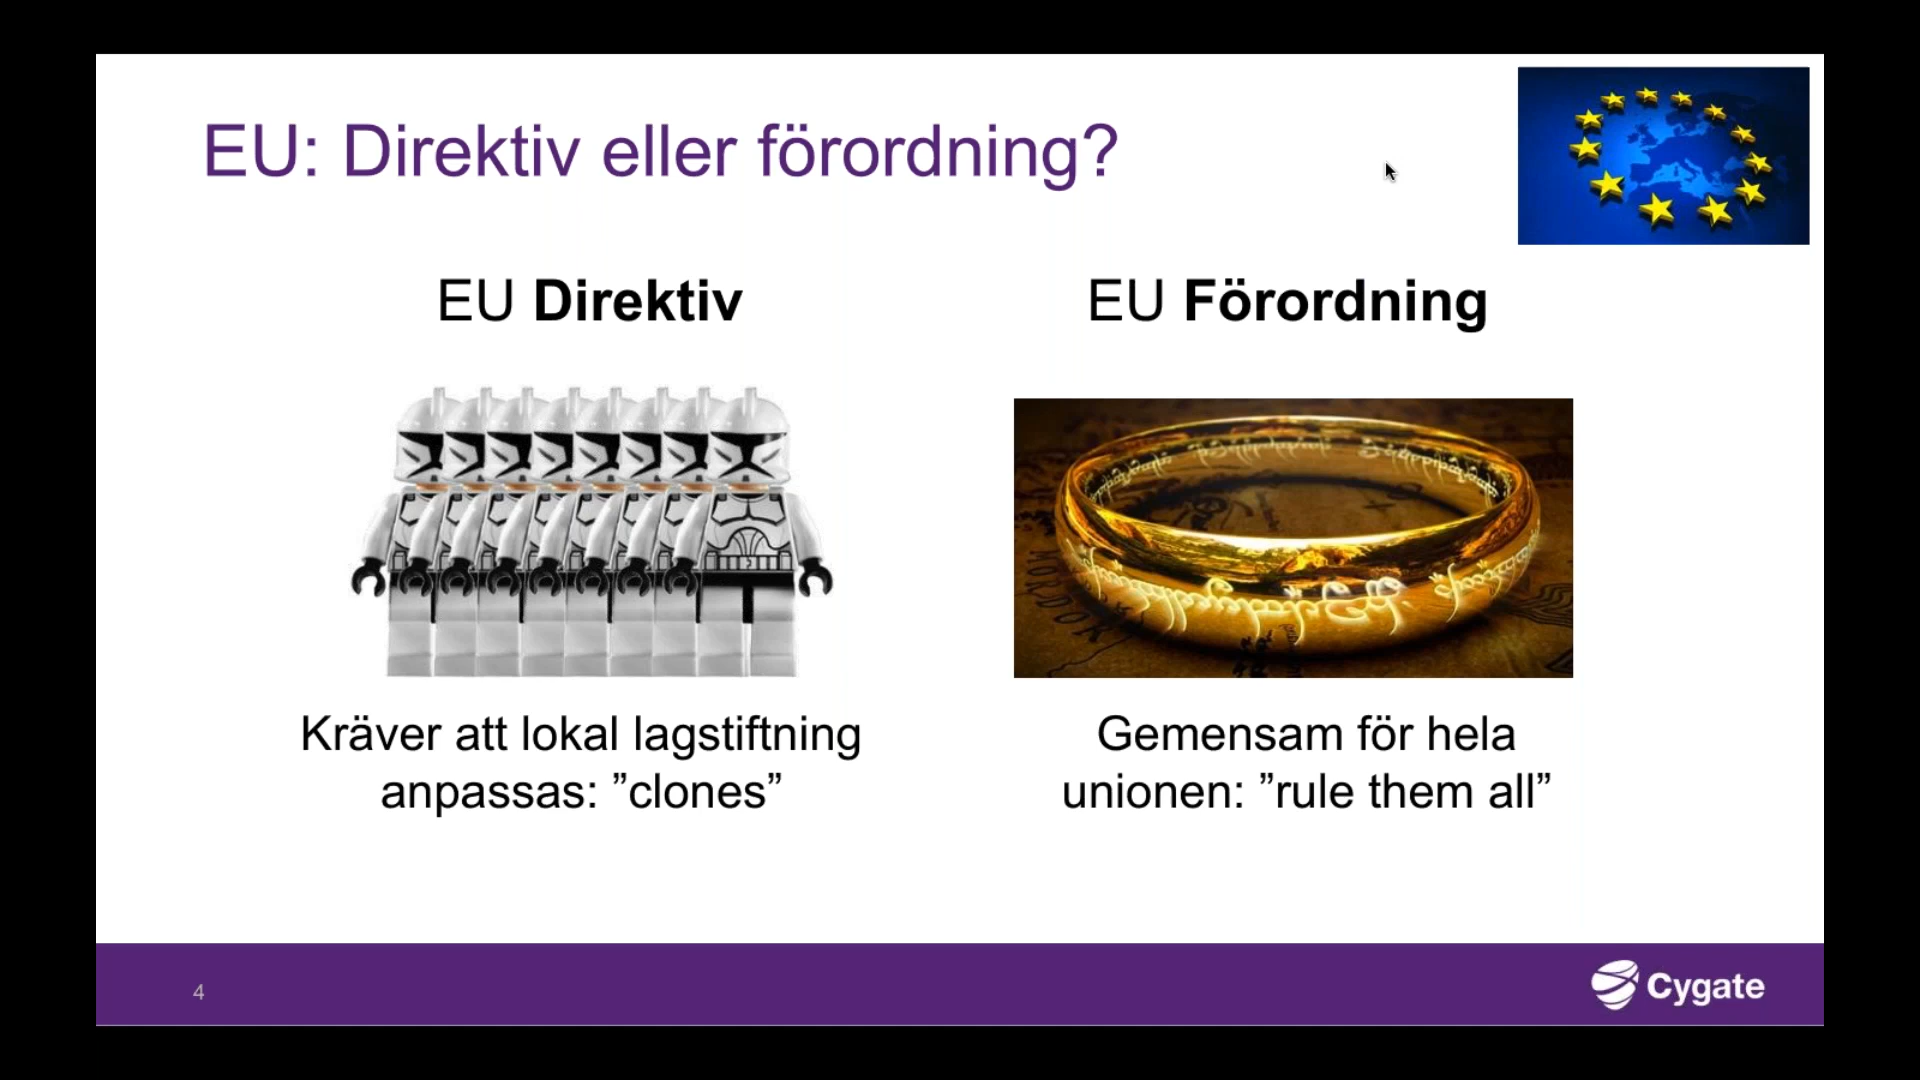 EU: Direktiv eller förordning?
EU Direktiv
EU Förordning
Kräver att lokal lagstiftning
anpassas: ”clones”
Gemensam för hela
unionen: ”rule them all”
4
Cygate